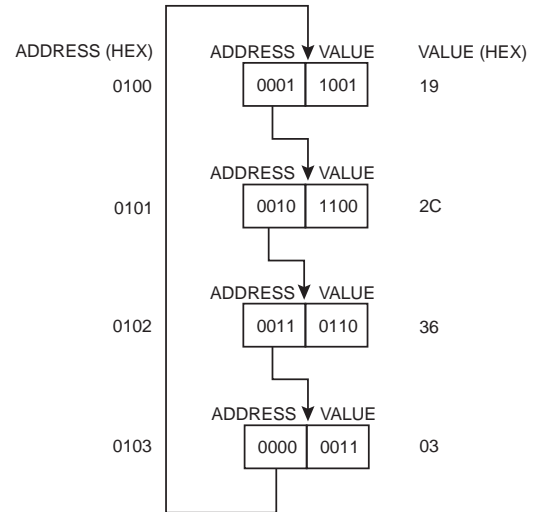 ADDRESS (HEX) ADDRESS VALUE VALUE (HEX)
0100 0001 1001 19
ADDRESS VALUE
0101 0010 1100 2C
ADDRESS VALUE
0102 0011 0110 36
ADDRESS VALUE
0103 0000 0011 03